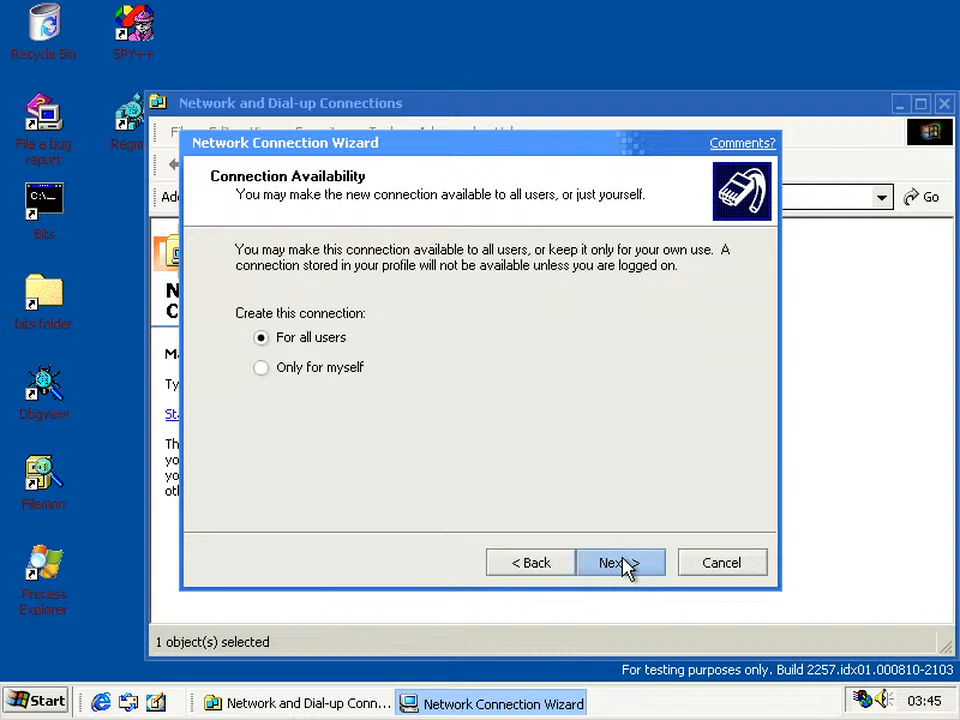 Recycle Bin
SPY++
File a bug
report
Regm
Bits
bits folder
Dbgview
Filemon
Process
Explorer
Network and Dial-up Connections
Network Connection Wizard
Comments?
Connection Availability
You may make the new connection available to all users, or just yourself.
Go
You may make this connection available to all users, or keep it only for your own use. A
connection stored in your profile will not be available unless you are logged on.
Create this connection:
For all users
Only for myself
< Back
Next >
Cancel
1 object(s) selected
For testing purposes only. Build 2257.idx01.000810-2103
Start
Network and Dial-up Conn...
Network Connection Wizard
03:45